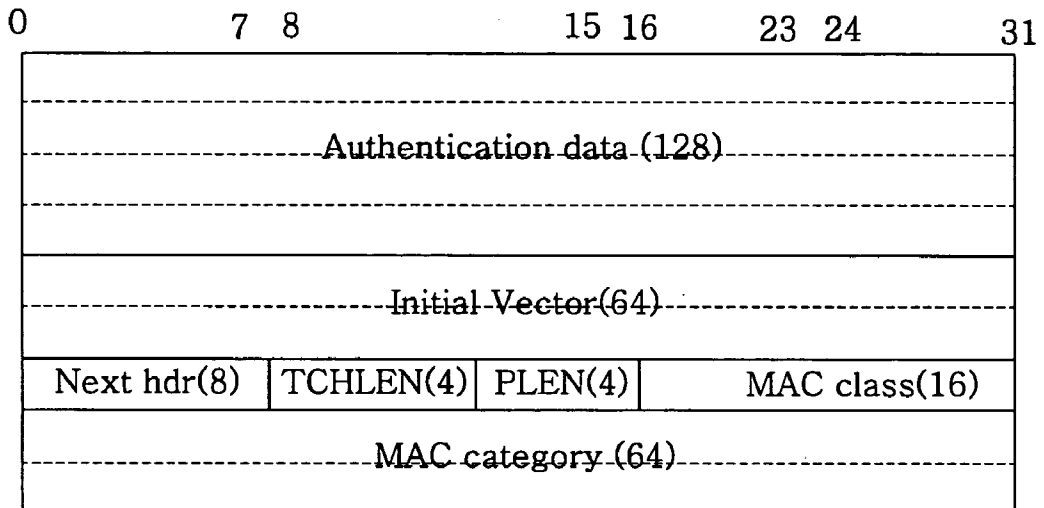 0 7 8 15 16 23 24 31
Authentication data (128)
Initial Vector(64)
Next hdr(8) TCHLEN(4) PLEN(4) MAC class(16)
MAC category (64)